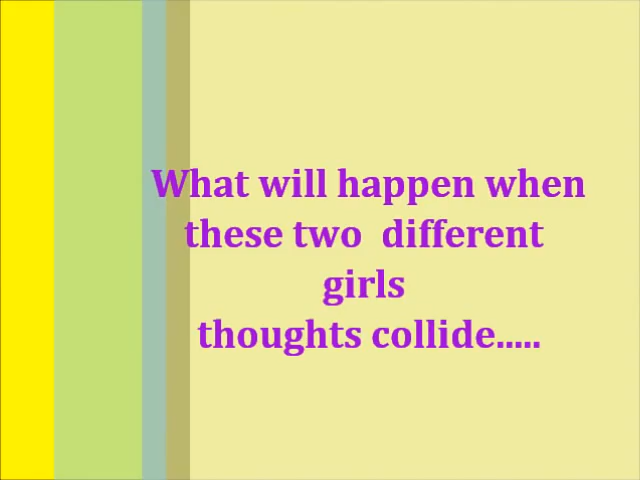 What will happen when
these two  different
girls
thoughts collide.....